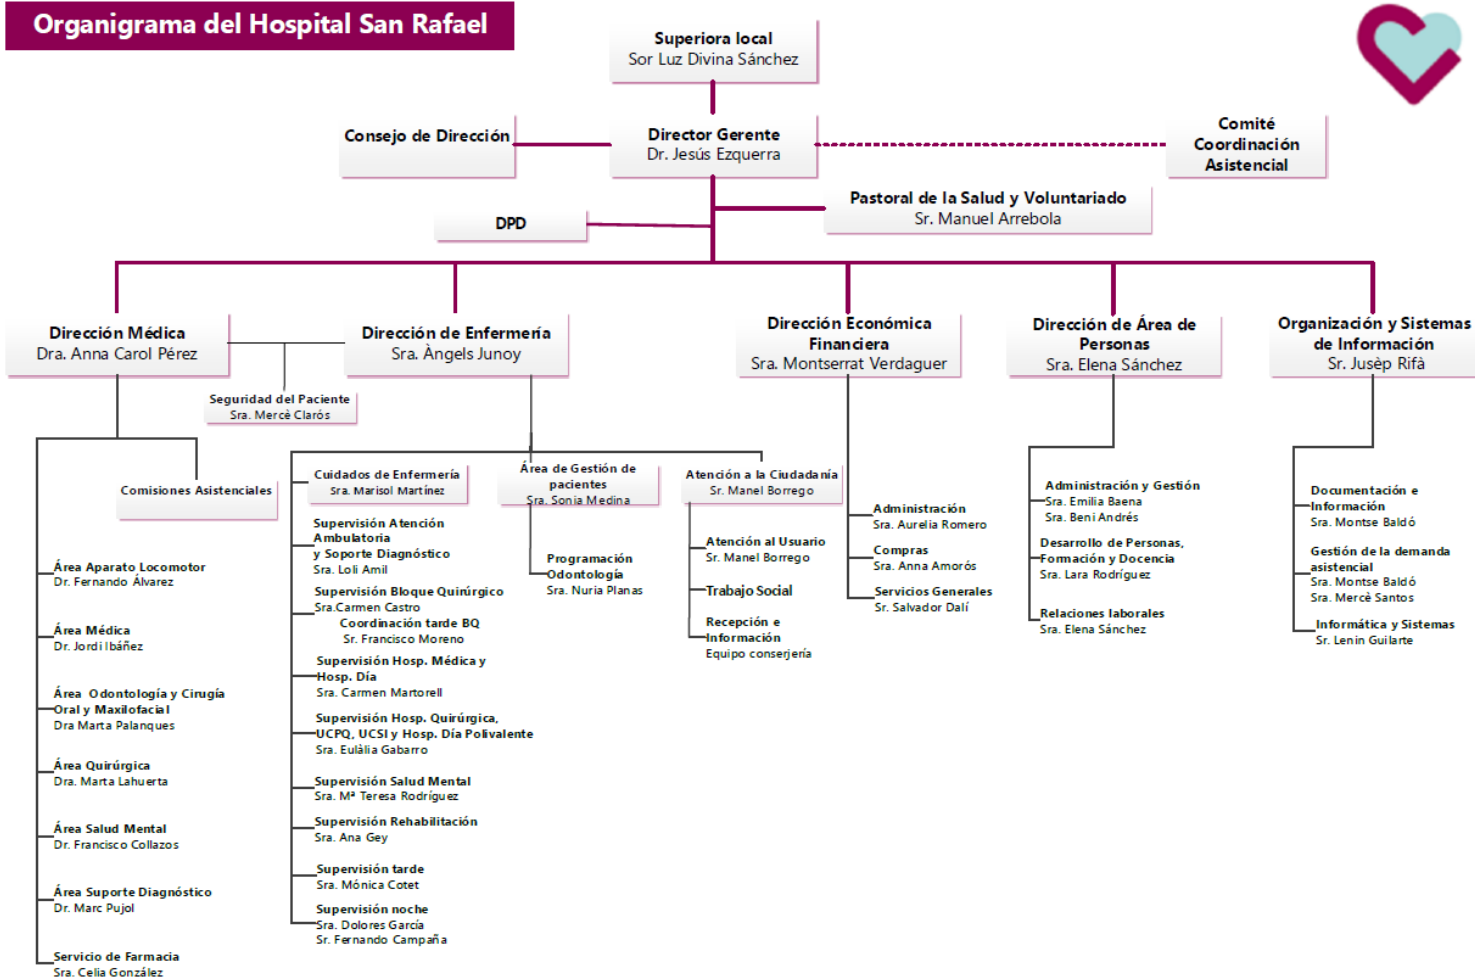 Organigrama del Hospital San Rafael
Superiora local
Sor Luz Divina Sánchez
Consejo de Dirección
Director Gerente
Dr. Jesús Ezquerra
Comité
Coordinación
Asistencial
Pastoral de la Salud y Voluntariado
Sr. Manuel Arrebola
DPD
Dirección Médica
Dra. Anna Carol Pérez
Dirección de Enfermería
Sra. Àngels Junoy
Dirección Económica
Financiera
Sra. Montserrat Verdaguer
Dirección de Área de
Personas
Sra. Elena Sánchez
Organización y Sistemas
de Información
Sr. Jusèp Rifà
Seguridad del Paciente
Sra. Mercè Clarós
Comisiones Asistenciales
Área Aparato Locomotor
Dr. Fernando Álvarez
Área Médica
Dr. Jordi Ibáñez
Área Odontología y Cirugía
Oral y Maxilofacial
Dra Marta Palanques
Área Quirúrgica
Dra. Marta Lahuerta
Área Salud Mental
Dr. Francisco Collazos
Área Suporte Diagnóstico
Dr. Marc Pujol
Servicio de Farmacia
Sra. Celia González
Cuidados de Enfermería
Sra. Marisol Martínez
Supervisión Atención
Ambulatoria
y Soporte Diagnóstico
Sra. Loli Amil
Supervisión Bloque Quirúrgico
Sra.Carmen Castro
Coordinación tarde BQ
Sr. Francisco Moreno
Supervisión Hosp. Médica y
Hosp. Día
Sra. Carmen Martorell
Supervisión Hosp. Quirúrgica,
UCPQ, UCSI y Hosp. Día Polivalente
Sra. Eulàlia Gabarro
Supervisión Salud Mental
Sra. Mª Teresa Rodríguez
Supervisión Rehabilitación
Sra. Ana Gey
Supervisión tarde
Sra. Mónica Cotet
Supervisión noche
Sra. Dolores García
Sr. Fernando Campaña
Área de Gestión de
pacientes
Sra. Sonia Medina
Programación
Odontología
Sra. Nuria Planas
Atención a la Ciudadanía
Sr. Manel Borrego
Atención al Usuario
Sr. Manel Borrego
Trabajo Social
Recepción e
Información
Equipo conserjería
Administración
Sra. Aurelia Romero
Compras
Sra. Anna Amorós
Servicios Generales
Sr. Salvador Dalí
Administración y Gestión
Sra. Emilia Baena
Sra. Beni Andrés
Desarrollo de Personas,
Formación y Docencia
Sra. Lara Rodríguez
Relaciones laborales
Sra. Elena Sánchez
Documentación e
Información
Sra. Montse Baldó
Gestión de la demanda
asistencial
Sra. Montse Baldó
Sra. Mercè Santos
Informática y Sistemas
Sr. Lenin Guilarte